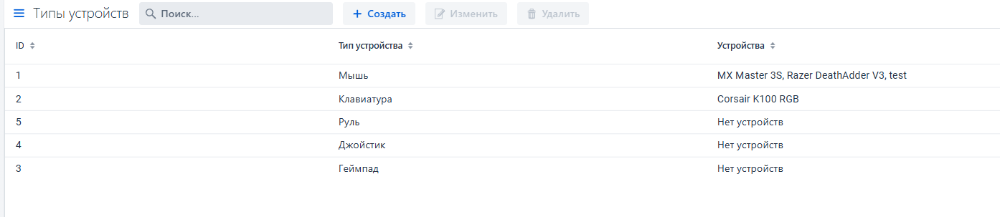 Типы устройств Поиск... Создать Изменить Удалить
ID Тип устройства Устройства
1 Мышь MX Master 3S, Razer DeathAdder V3, test
2 Клавиатура Corsair K100 RGB
5 Руль Нет устройств
4 Джойстик Нет устройств
3 Геймпад Нет устройств